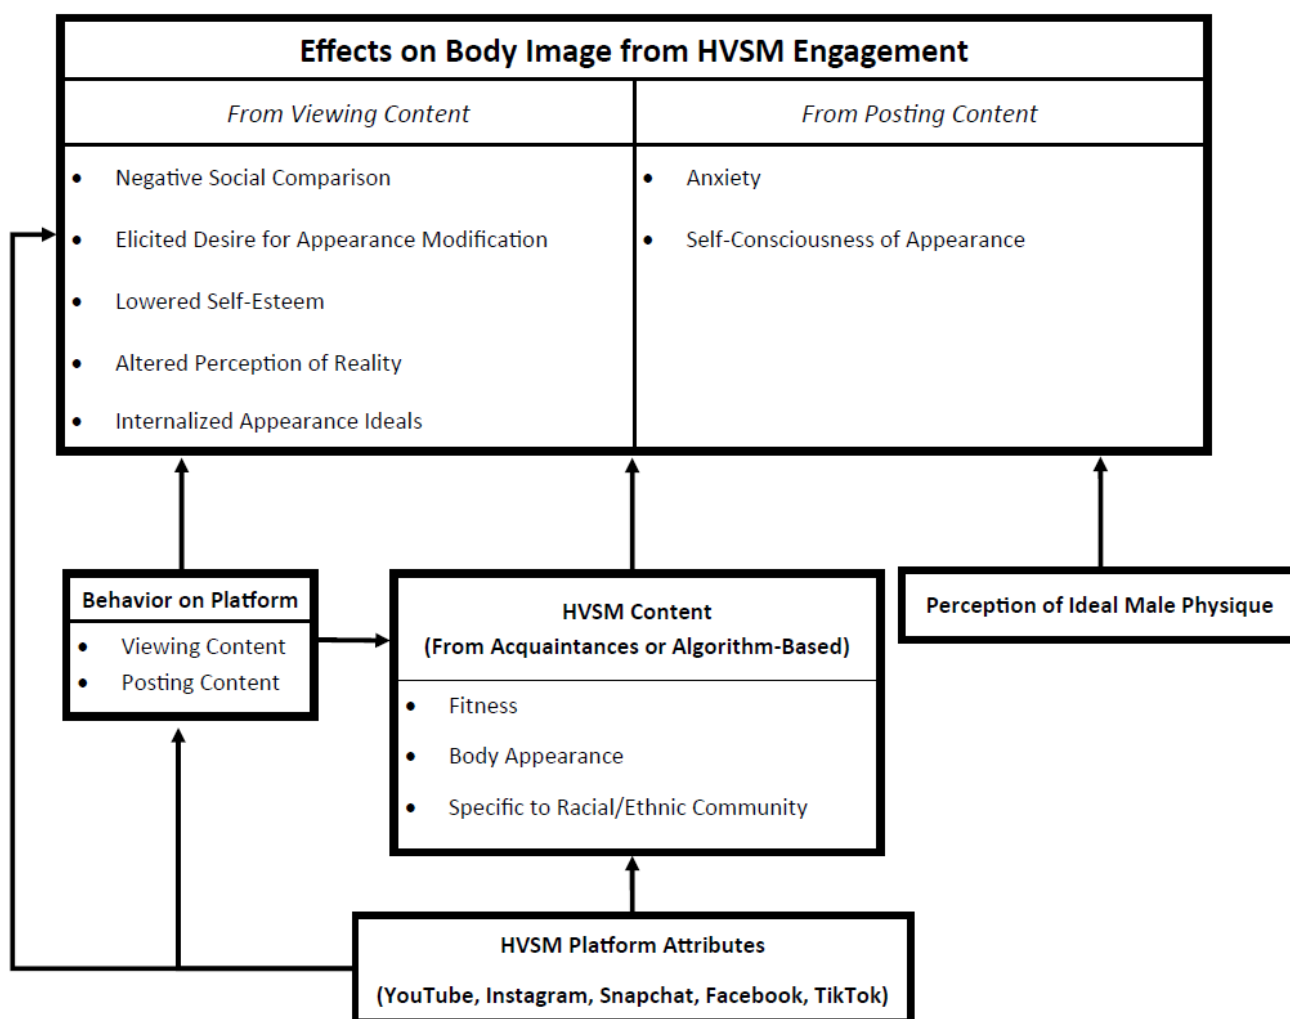 Effects on Body Image from HVSM Engagement
From Viewing Content
From Posting Content
• Negative Social Comparison
• Elicited Desire for Appearance Modification
• Lowered Self-Esteem
• Altered Perception of Reality
• Internalized Appearance Ideals
• Anxiety
• Self-Consciousness of Appearance
Behavior on Platform
• Viewing Content
• Posting Content
HVSM Content
(From Acquaintances or Algorithm-Based)
• Fitness
• Body Appearance
• Specific to Racial/Ethnic Community
Perception of Ideal Male Physique
HVSM Platform Attributes
(YouTube, Instagram, Snapchat, Facebook, TikTok)